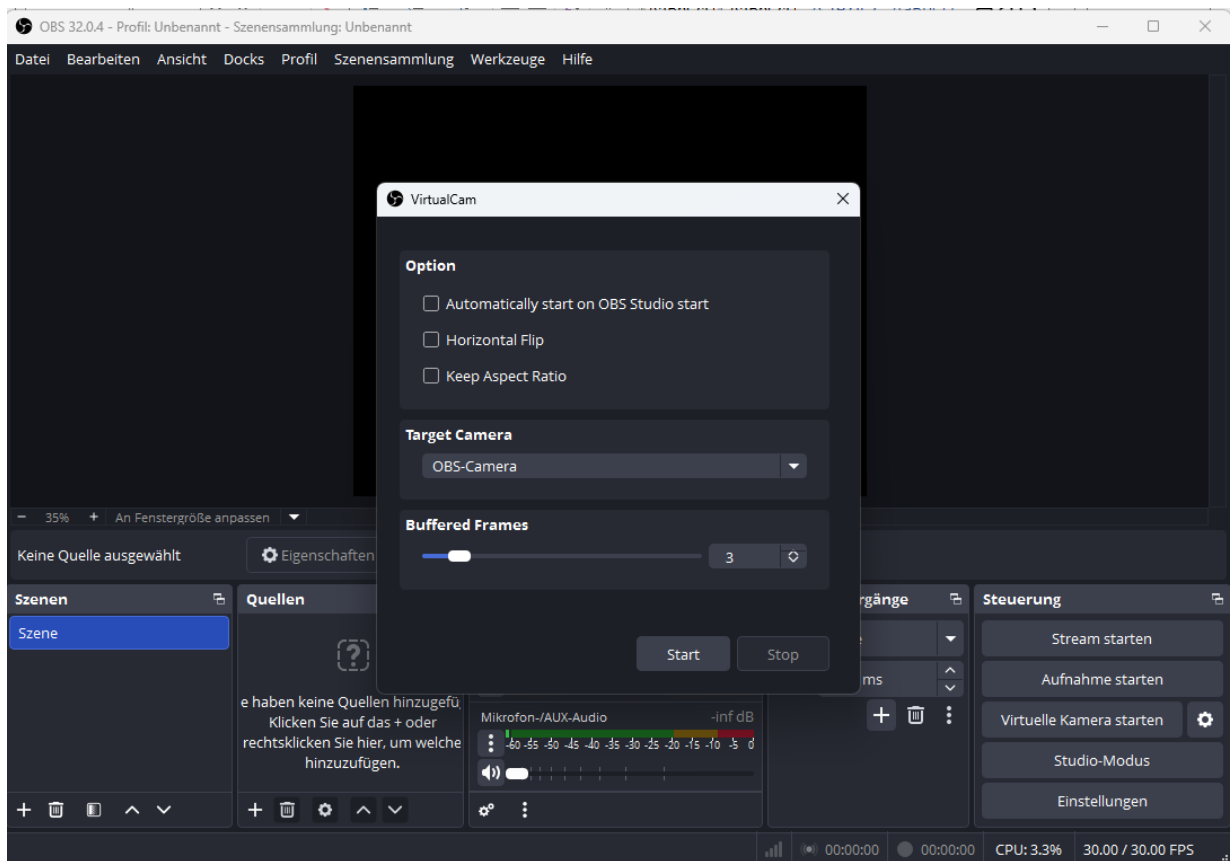 OBS 32.0.4 - Profil: Unbenannt - Szenensammlung: Unbenannt
Datei Bearbeiten Ansicht Docks Profil Szenensammlung Werkzeuge Hilfe
VirtualCam
Option
Automatically start on OBS Studio start
Horizontal Flip
Keep Aspect Ratio
Target Camera
OBS-Camera
Buffered Frames
3
Start Stop
35% An Fenstergröße anpassen
Keine Quelle ausgewählt
Eigenschaften
Szenen
Szene
Quellen
e haben keine Quellen hinzugefü
Klicken Sie auf das + oder
rechtsklicken Sie hier, um welche
hinzuzufügen.
Mikrofon-/AUX-Audio -inf dB
-60 -55 -50 -45 -40 -35 -30 -25 -20 -15 -10 -5 0
rgänge
ms
Steuerung
Stream starten
Aufnahme starten
Virtuelle Kamera starten
Studio-Modus
Einstellungen
00:00:00 00:00:00 CPU: 3.3% 30.00 / 30.00 FPS